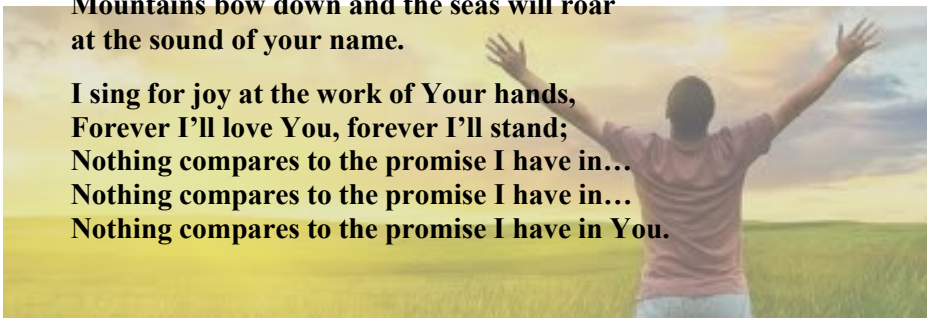 Mountains bow down and the seas will roar
at the sound of your name.
I sing for joy at the work of Your hands,
Forever I’ll love You, forever I’ll stand;
Nothing compares to the promise I have in…
Nothing compares to the promise I have in…
Nothing compares to the promise I have in You.